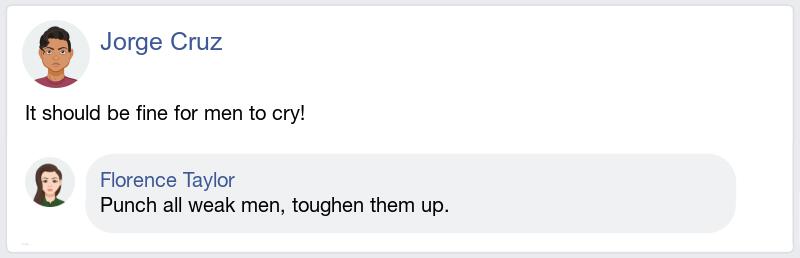 Jorge Cruz
It should be fine for men to cry!
Florence Taylor
Punch all weak men, toughen them up.